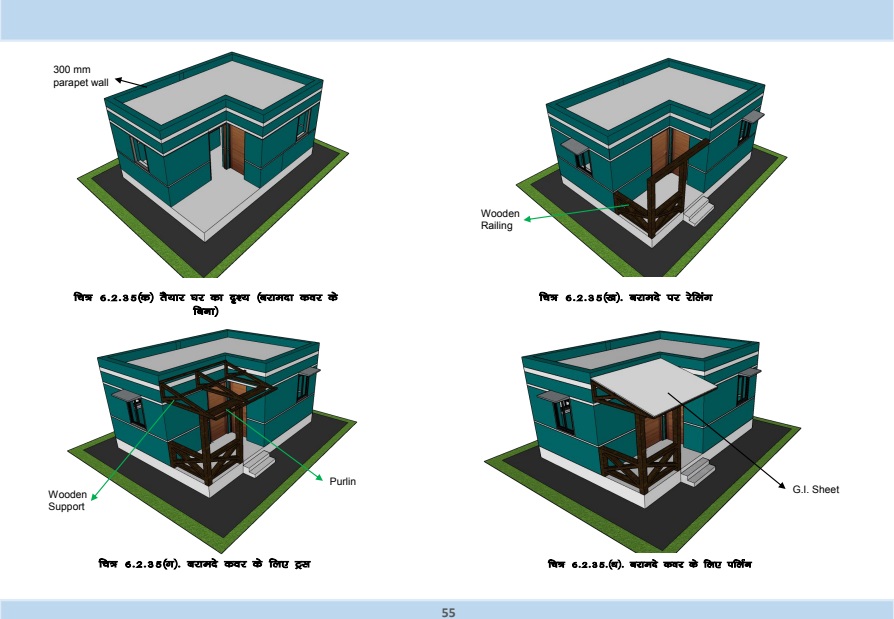 300 mm
parapet wall
Wooden
Railing
चित्र 6.2.35(क) तैयार घर का दृश्य (बरामदा कवर के
बिना)
चित्र 6.2.35(ख). बरामदे पर रेलिंग
Wooden
Support
Purlin
G.I. Sheet
चित्र 6.2.35(ग). बरामदे कवर के लिए ट्रस
चित्र 6.2.35.(घ). बरामदे कवर के लिए पर्लिंग
55